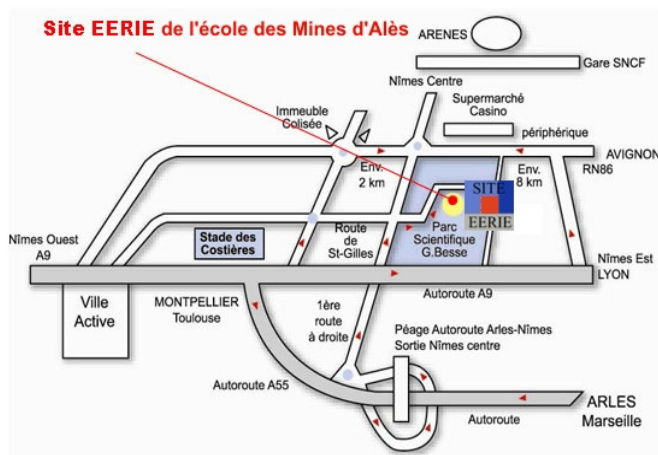 Site EERIE de l'école des Mines d'Alès
ARENES
Gare SNCF
Nîmes Centre
Immeuble
Colisée
Supermarché
Casino
périphérique
AVIGNON
RN86
Env.
2 km
Env.
8 km
SITE
EERIE
Parc
Scientifique
G.Besse
Route
de
St-Gilles
Stade des
Costières
Nîmes Ouest
A9
Nîmes Est
LYON
Autoroute A9
Ville
Active
MONTPELLIER
Toulouse
1ère
route
à droite
Péage Autoroute Arles-Nîmes
Sortie Nîmes centre
Autoroute A55
Autoroute
ARLES
Marseille